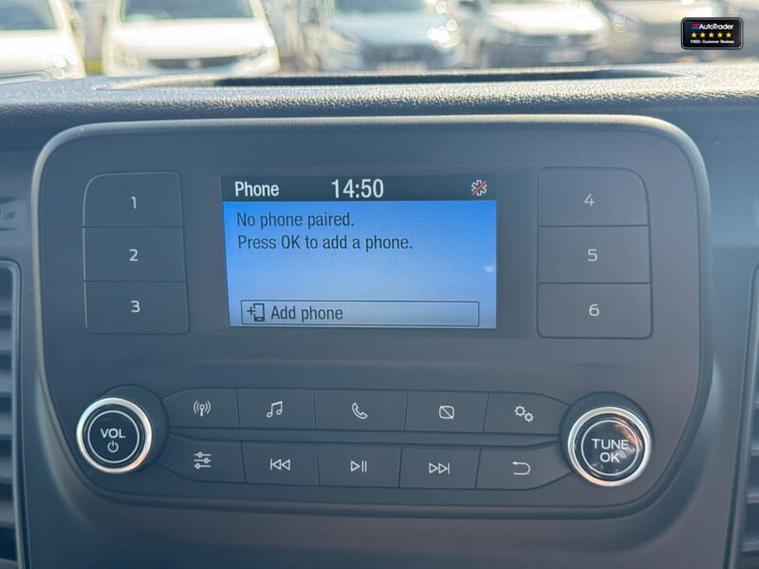 AutoTrader
Phone 14:50
No phone paired.
Press OK to add a phone.
Add phone
1
2
3
4
5
6
VOL
TUNE
OK